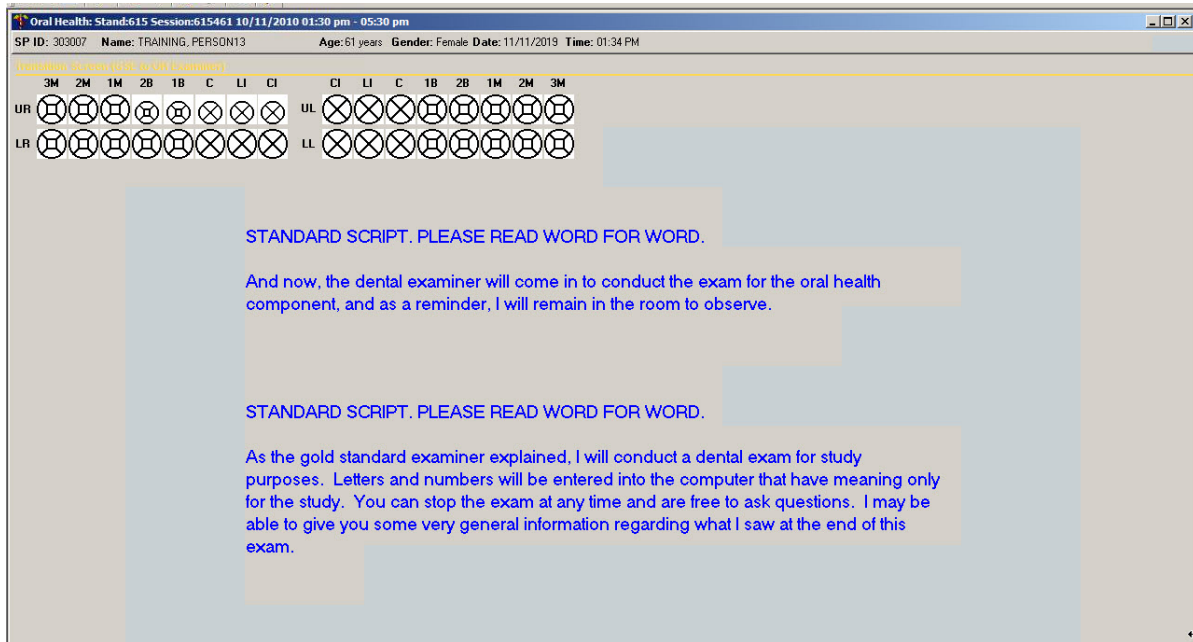 Oral Health: Stand:615 Session:615461 10/11/2010 01:30 pm - 05:30 pm
SP ID: 303007 Name: TRAINING, PERSON13 Age: 61 years Gender: Female Date: 11/11/2019 Time: 01:34 PM
3M 2M 1M 2B 1B C LI CI CI LI C 1B 2B 1M 2M 3M
UR UL
LR LL
STANDARD SCRIPT. PLEASE READ WORD FOR WORD.
And now, the dental examiner will come in to conduct the exam for the oral health
component, and as a reminder, I will remain in the room to observe.
STANDARD SCRIPT. PLEASE READ WORD FOR WORD.
As the gold standard examiner explained, I will conduct a dental exam for study
purposes. Letters and numbers will be entered into the computer that have meaning only
for the study. You can stop the exam at any time and are free to ask questions. I may be
able to give you some very general information regarding what I saw at the end of this
exam.